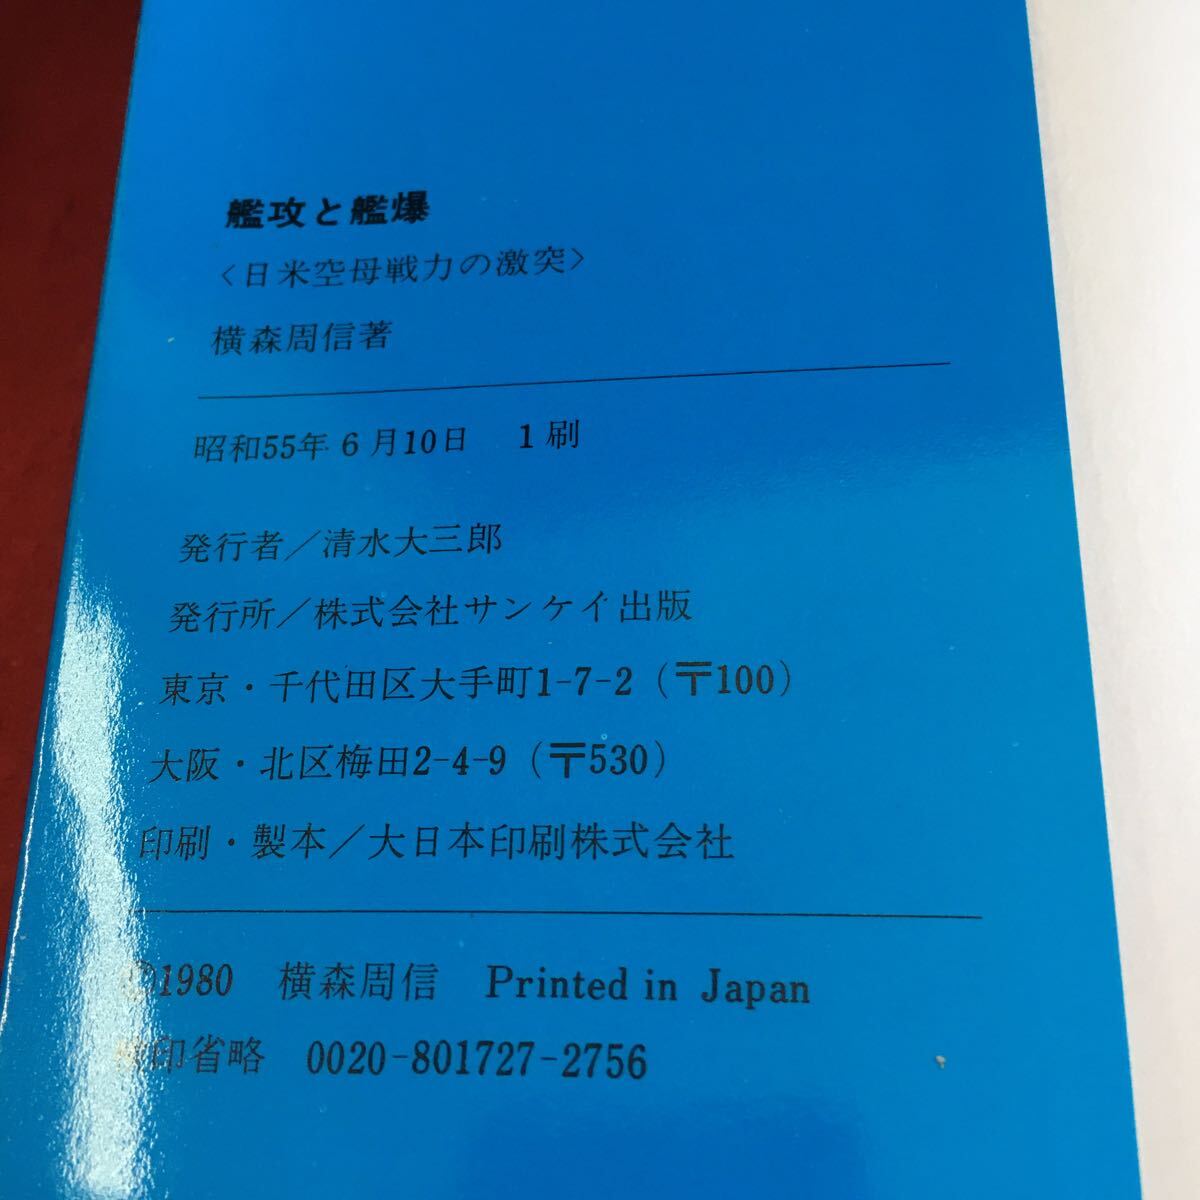 艦攻と艦爆
〈日米空母戦力の激突〉
横森周信著
昭和55年6月10日 1刷
発行者／清水大三郎
発行所／株式会社サンケイ出版
東京・千代田区大手町1-7-2(〒100)
大阪・北区梅田2-4-9(〒530)
印刷・製本／大日本印刷株式会社
©1980 横森周信 Printed in Japan
検印省略 0020-801727-2756